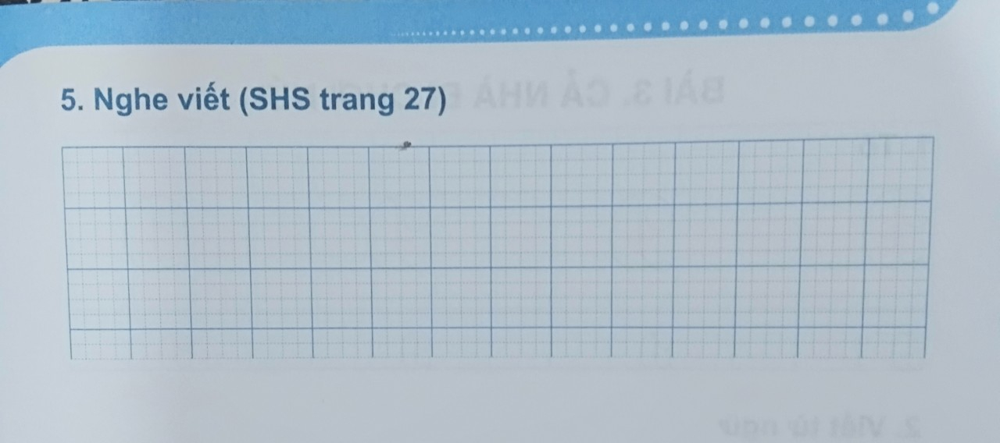 5. Nghe viết (SHS trang 27)